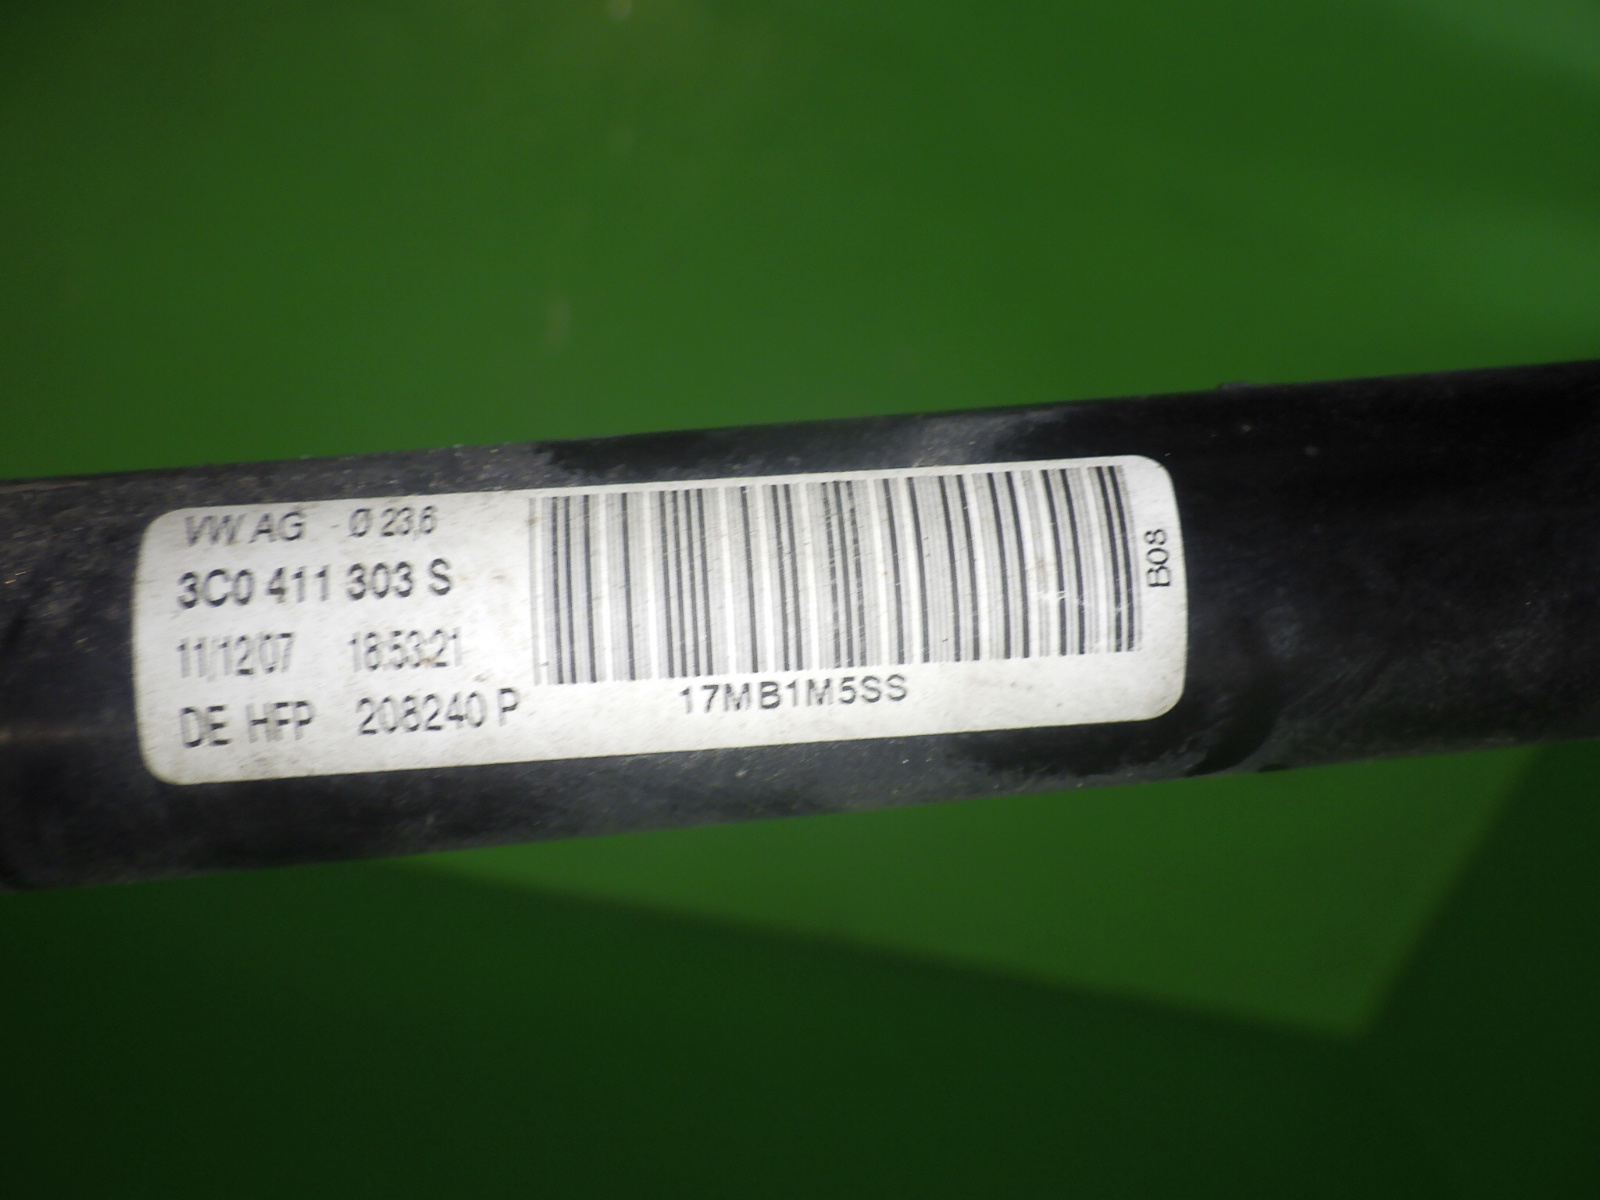 VW AG - Ø 23,6
3C0 411 303 S
11/12/07 18:53:21
DE HFP 208240 P
17MB1M5SS
B08